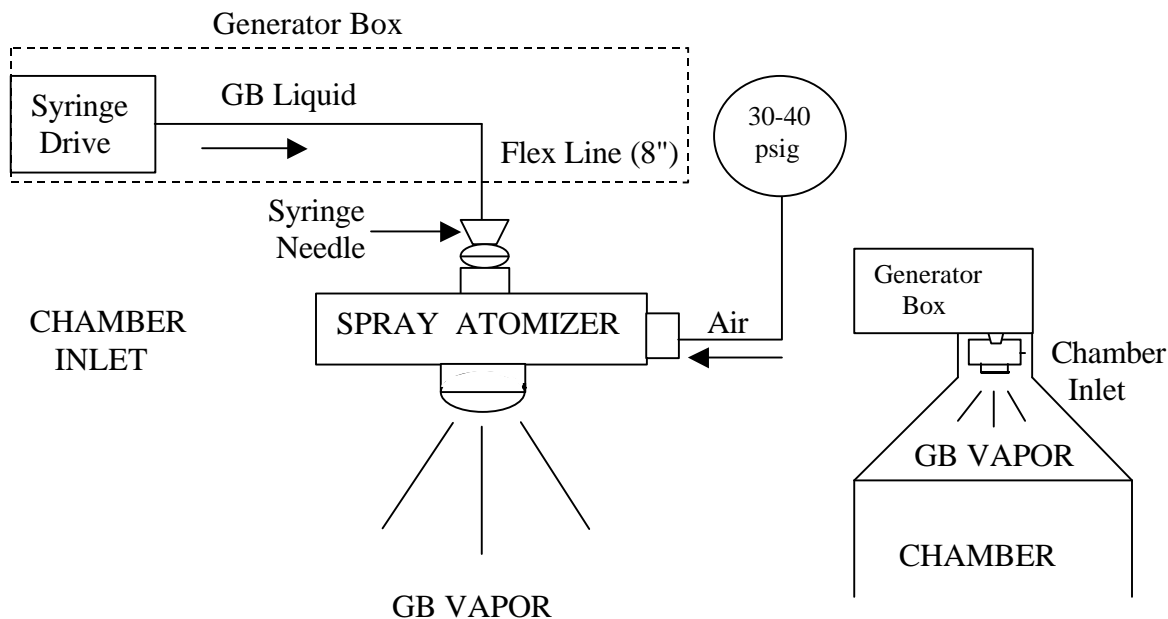 Generator Box
Syringe
Drive
GB Liquid
Flex Line (8")
30-40
psig
Syringe
Needle
CHAMBER
INLET
SPRAY ATOMIZER
Air
GB VAPOR
Generator
Box
Chamber
Inlet
GB VAPOR
CHAMBER